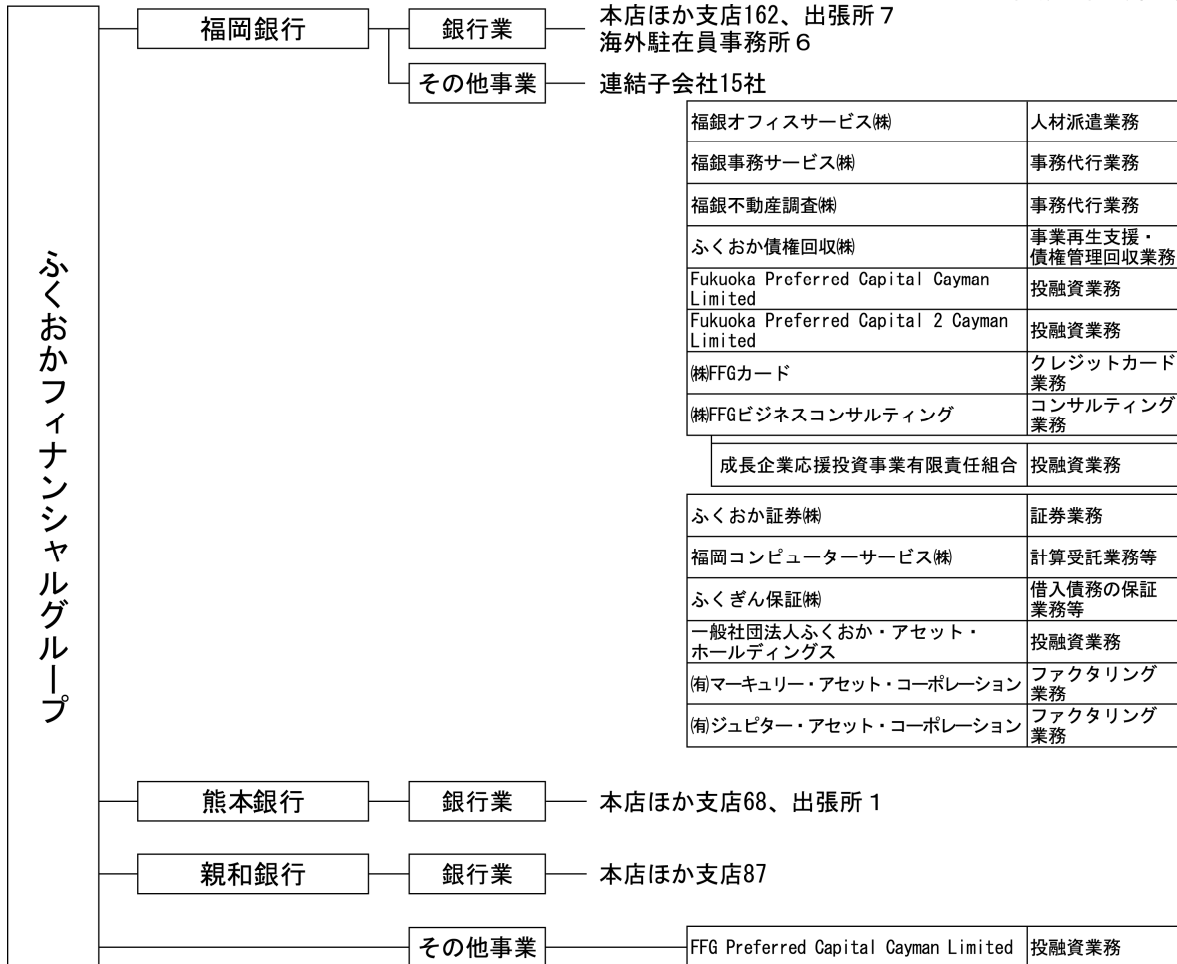 ふくおかフィナンシャルグループ
福岡銀行
銀行業
本店ほか支店162、出張所7
海外駐在員事務所6
その他事業
連結子会社15社
福銀オフィスサービス㈱ 人材派遣業務
福銀事務サービス㈱ 事務代行業務
福銀不動産調査㈱ 事務代行業務
ふくおか債権回収㈱ 事業再生支援・
債権管理回収業務
Fukuoka Preferred Capital Cayman
Limited 投融資業務
Fukuoka Preferred Capital 2 Cayman
Limited 投融資業務
㈱FFGカード クレジットカード
業務
㈱FFGビジネスコンサルティング コンサルティング
業務
成長企業応援投資事業有限責任組合 投融資業務
ふくおか証券㈱ 証券業務
福岡コンピューターサービス㈱ 計算受託業務等
ふくぎん保証㈱ 借入債務の保証
業務等
一般社団法人ふくおか・アセット・
ホールディングス 投融資業務
㈲マーキュリー・アセット・コーポレーション ファクタリング
業務
㈲ジュピター・アセット・コーポレーション ファクタリング
業務
熊本銀行
銀行業
本店ほか支店68、出張所1
親和銀行
銀行業
本店ほか支店87
その他事業
FFG Preferred Capital Cayman Limited 投融資業務